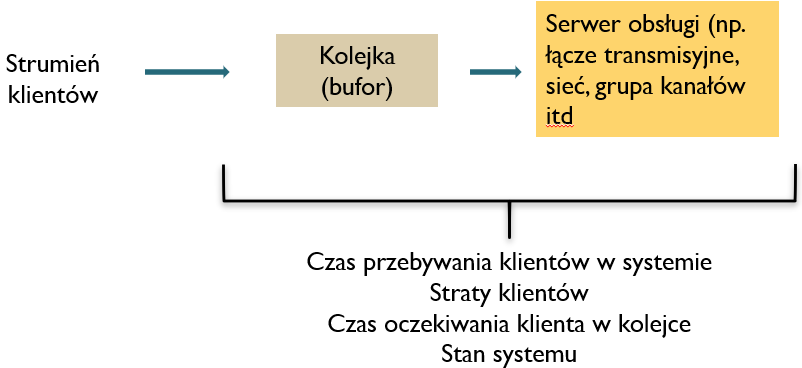 Strumień
klientów
Kolejka
(bufor)
Serwer obsługi (np.
łącze transmisyjne,
sieć, grupa kanałów
itd
Czas przebywania klientów w systemie
Straty klientów
Czas oczekiwania klienta w kolejce
Stan systemu